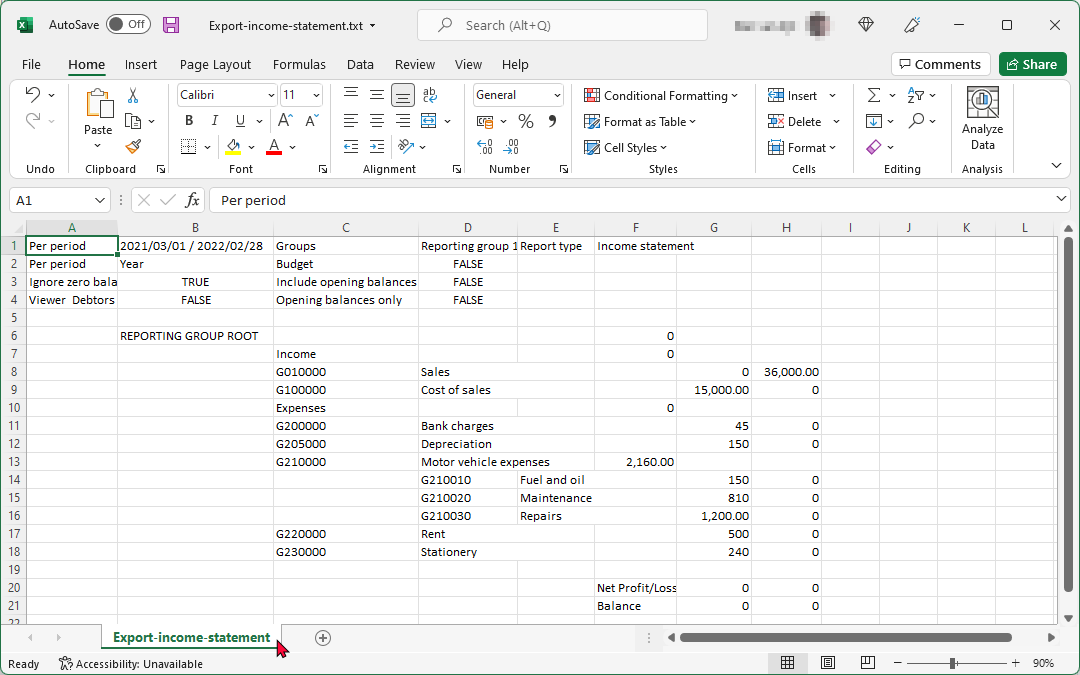 AutoSave Off Export-income-statement.txt Search (Alt+Q)
File Home Insert Page Layout Formulas Data Review View Help Comments Share
Calibri 11 ab c General Conditional Formatting Insert
Paste B I U A A % Format as Table Delete Analyze Data
A .00 .00 Cell Styles Format
Undo Clipboard Font Alignment Number Styles Cells Editing Analysis
A1 fx Per period
A B C D E F G H I J K L
1 Per period 2021/03/01 / 2022/02/28 Groups Reporting group 1 Report type Income statement
2 Per period Year Budget FALSE
3 Ignore zero bala TRUE Include opening balances FALSE
4 Viewer Debtors FALSE Opening balances only FALSE
5
6 REPORTING GROUP ROOT 0
7 Income 0
8 G010000 Sales 0 36,000.00
9 G100000 Cost of sales 15,000.00 0
10 Expenses 0
11 G200000 Bank charges 45 0
12 G205000 Depreciation 150 0
13 G210000 Motor vehicle expenses 2,160.00
14 G210010 Fuel and oil 150 0
15 G210020 Maintenance 810 0
16 G210030 Repairs 1,200.00 0
17 G220000 Rent 500 0
18 G230000 Stationery 240 0
19
20 Net Profit/Loss 0 0
21 Balance 0 0
22
Export-income-statement
Ready Accessibility: Unavailable 90%